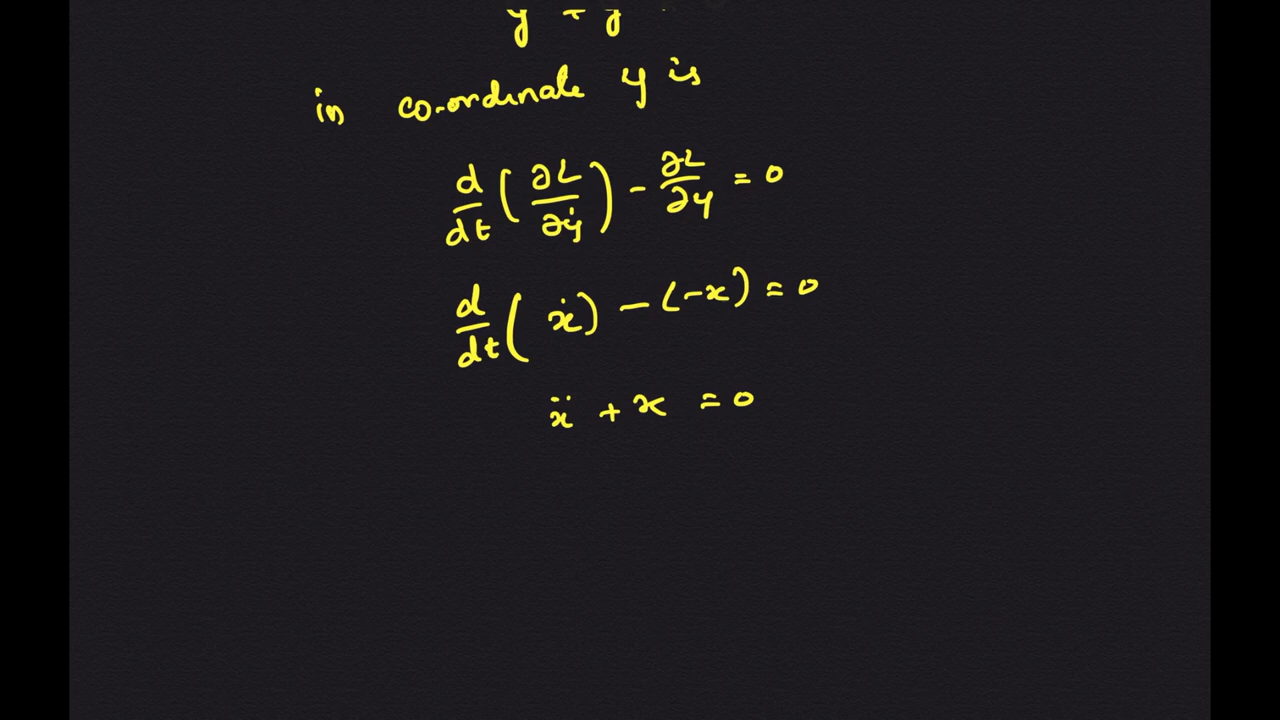 ÿ + y
in co-ordinate y is
d/dt (∂L/∂ẏ) - ∂L/∂y = 0
d/dt (ẋ) - (-x) = 0
ẍ + x = 0